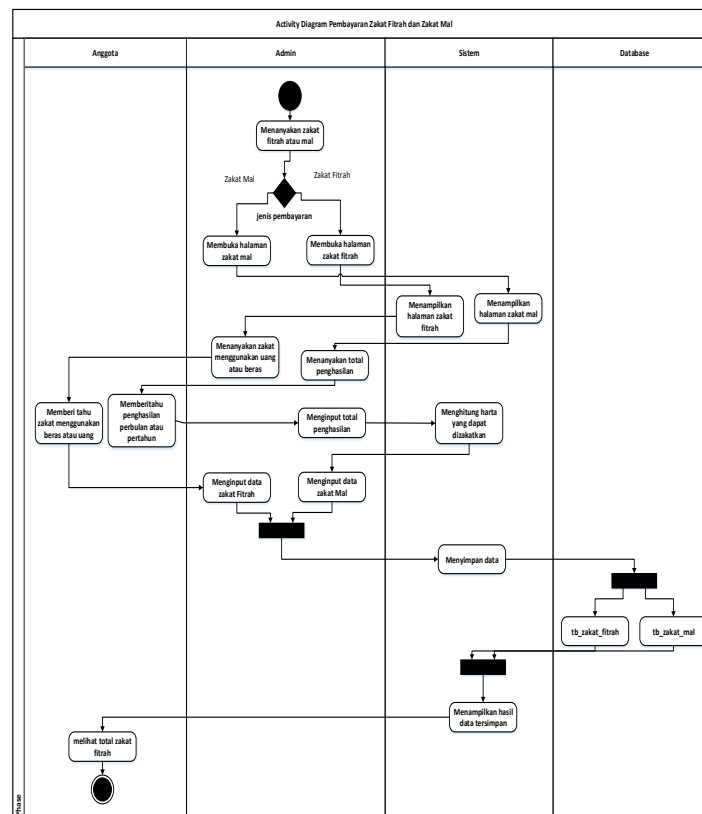 Activity Diagram Pembayaran Zakat Fitrah dan Zakat Mal
Anggota
Admin
Sistem
Database
Menanyakan zakat
fitrah atau mal
Zakat Mal
Zakat Fitrah
jenis pembayaran
Membuka halaman
zakat mal
Membuka halaman
zakat fitrah
Menampilkan
halaman zakat
fitrah
Menampilkan
halaman zakat mal
Menanyakan zakat
menggunakan uang
atau beras
Menanyakan total
penghasilan
Memberi tahu
zakat menggunakan
beras atau uang
Memberitahu
penghasilan
perbulan atau
pertahun
Menginput total
penghasilan
Menghitung harta
yang dapat
dizakatkan
Menginput data
zakat Fitrah
Menginput data
zakat Mal
Menyimpan data
tb_zakat_fitrah
tb_zakat_mal
Menampilkan hasil
data tersimpan
melihat total zakat
fitrah
Phase